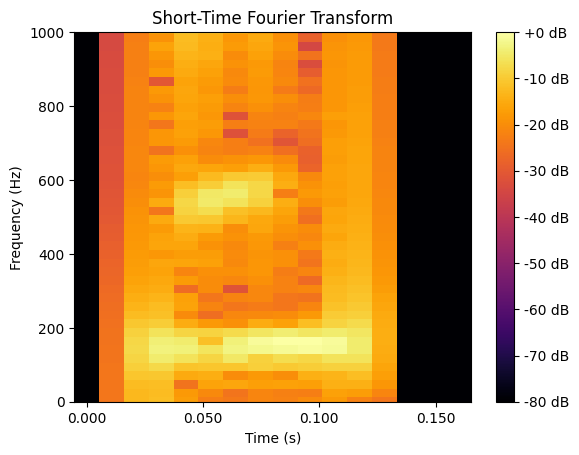 Short-Time Fourier Transform
1000
800
600
400
200
0
Frequency (Hz)
0.000
0.050
0.100
0.150
Time (s)
+0 dB
-10 dB
-20 dB
-30 dB
-40 dB
-50 dB
-60 dB
-70 dB
-80 dB